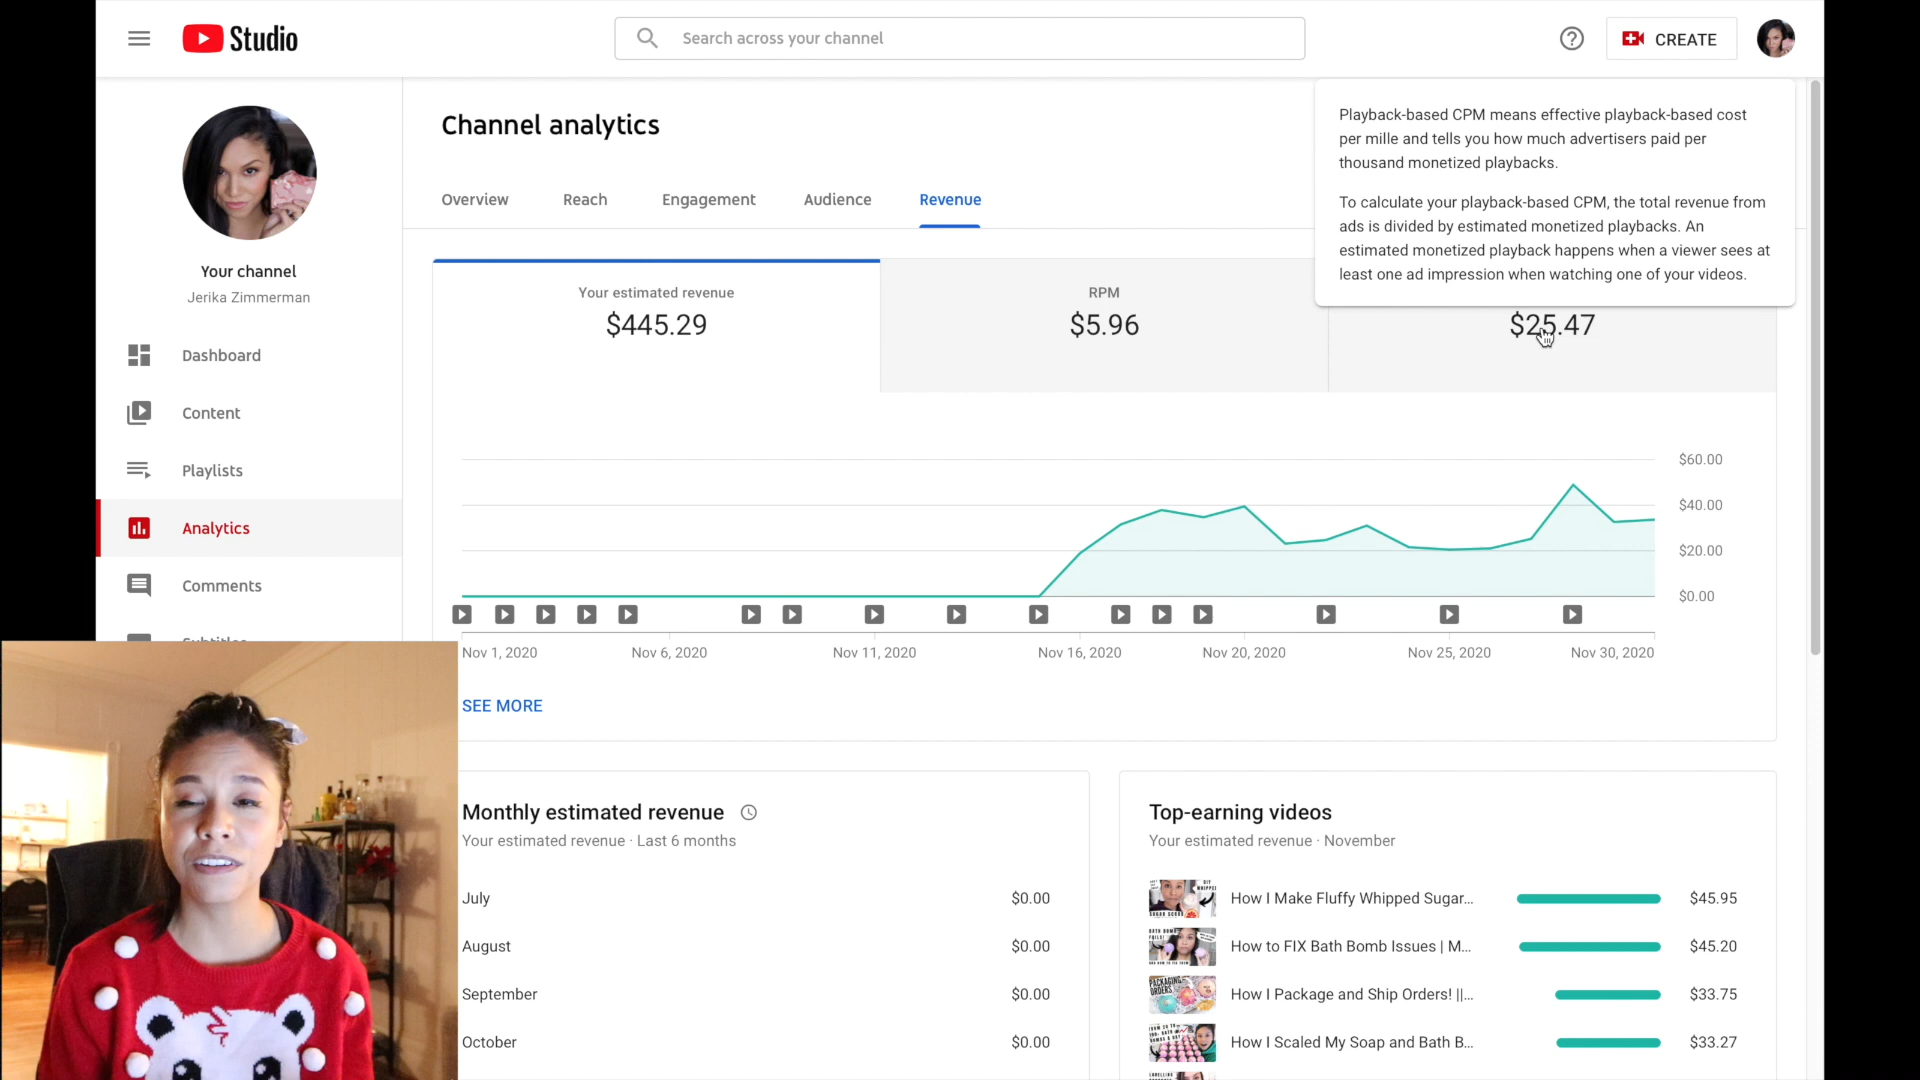 Studio
Search across your channel
CREATE
Your channel
Jerika Zimmerman
Dashboard
Content
Playlists
Analytics
Comments
Channel analytics
Overview
Reach
Engagement
Audience
Revenue
Playback-based CPM means effective playback-based cost
per mille and tells you how much advertisers paid per
thousand monetized playbacks.
To calculate your playback-based CPM, the total revenue from
ads is divided by estimated monetized playbacks. An
estimated monetized playback happens when a viewer sees at
least one ad impression when watching one of your videos.
Your estimated revenue
$445.29
RPM
$5.96
$25.47
$60.00
$40.00
$20.00
$0.00
Nov 1, 2020
Nov 6, 2020
Nov 11, 2020
Nov 16, 2020
Nov 20, 2020
Nov 25, 2020
Nov 30, 2020
SEE MORE
Monthly estimated revenue
Your estimated revenue · Last 6 months
July $0.00
August $0.00
September $0.00
October $0.00
Top-earning videos
Your estimated revenue · November
How I Make Fluffy Whipped Sugar... $45.95
How to FIX Bath Bomb Issues | M... $45.20
How I Package and Ship Orders! ||... $33.75
How I Scaled My Soap and Bath B... $33.27